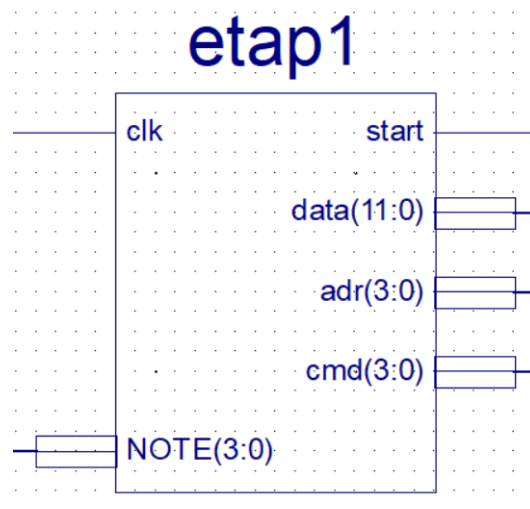 etap1
clk start
data(11:0)
adr(3:0)
cmd(3:0)
NOTE(3:0)